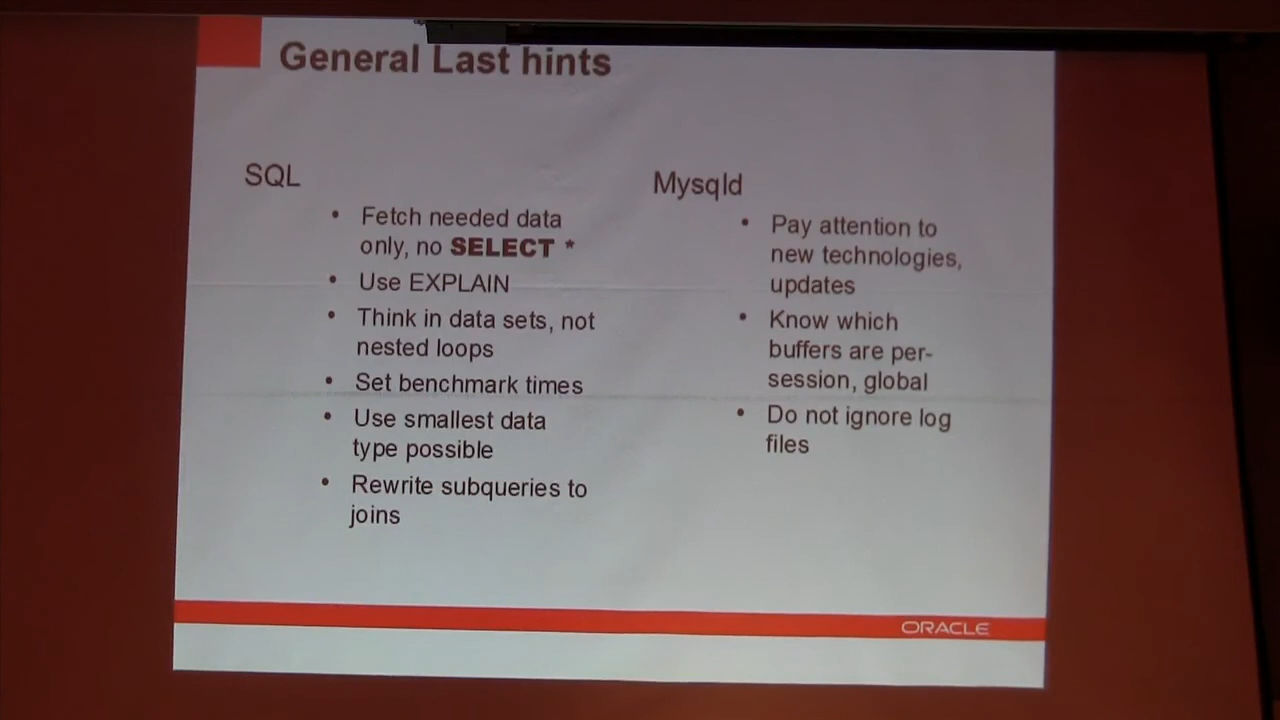 General Last hints
SQL
• Fetch needed data
only, no SELECT *
• Use EXPLAIN
• Think in data sets, not
nested loops
• Set benchmark times
• Use smallest data
type possible
• Rewrite subqueries to
joins
Mysqld
• Pay attention to
new technologies,
updates
• Know which
buffers are per-
session, global
• Do not ignore log
files
ORACLE